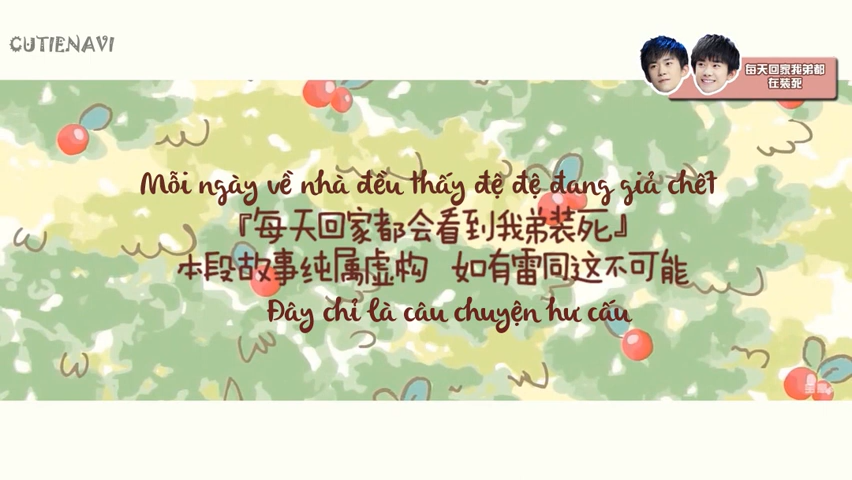 CUTIENAVI
每天回家我弟都
在装死
Mỗi ngày về nhà đều thấy đệ đệ đang giả chết
『每天回家都会看到我弟装死』
本段故事纯属虚构 如有雷同这不可能
Đây chỉ là câu chuyện hư cấu